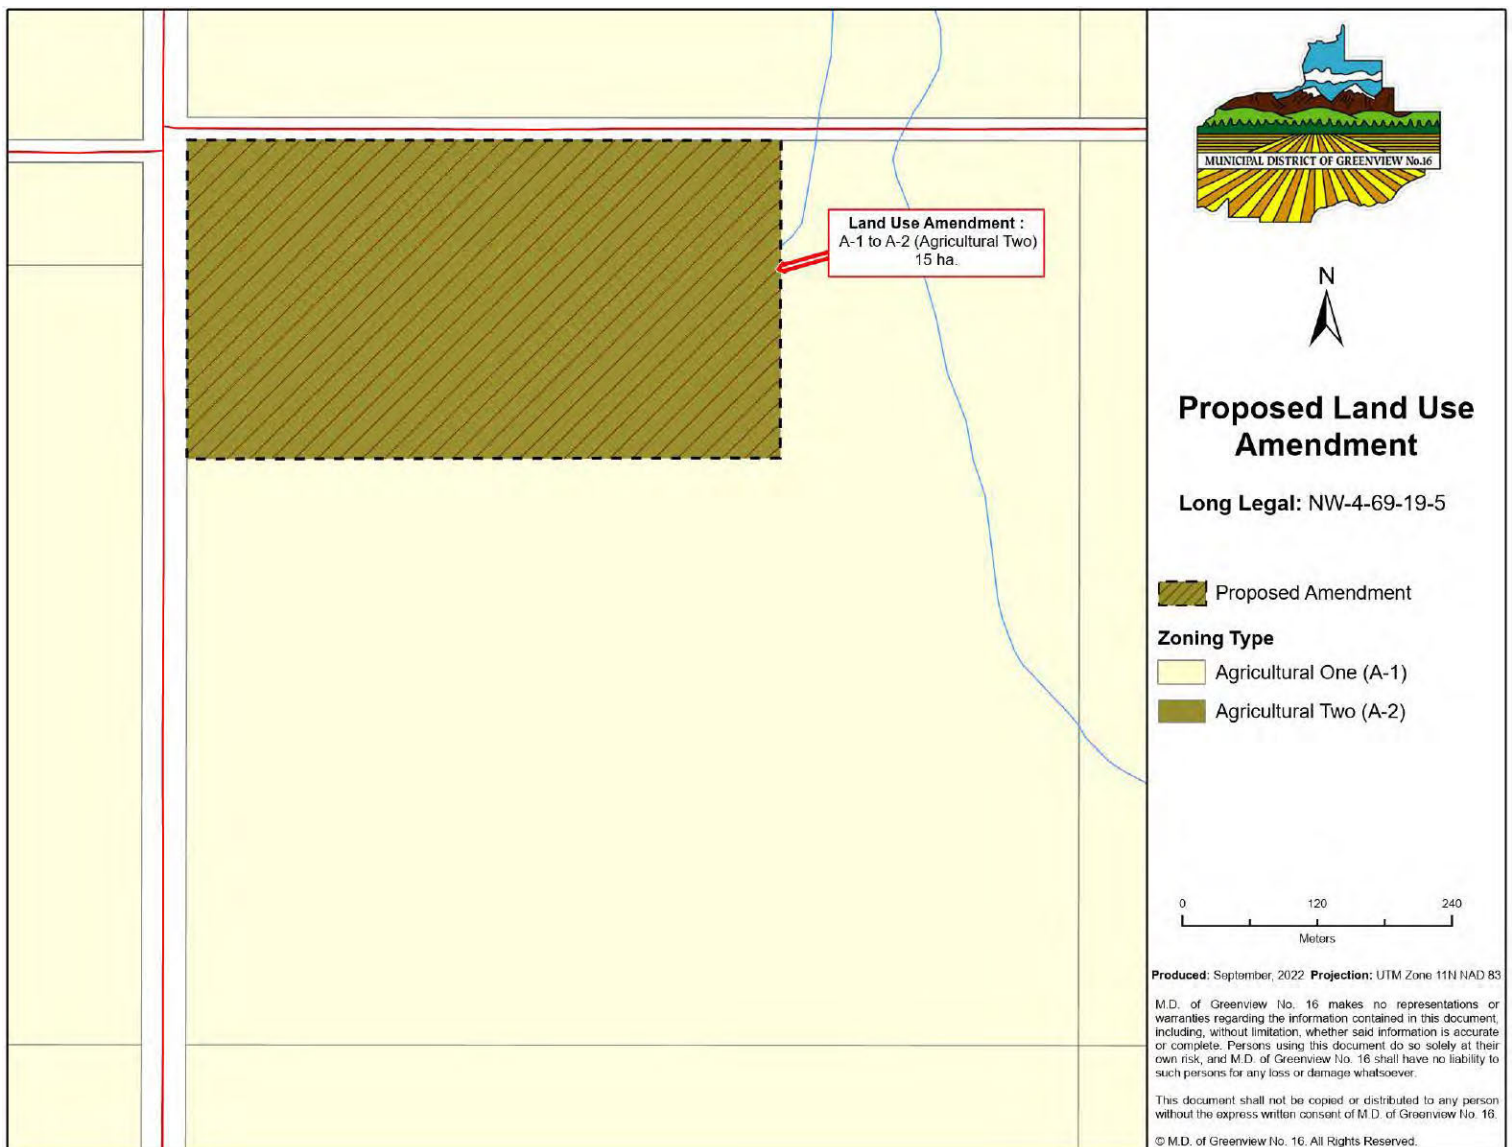 Land Use Amendment :
A-1 to A-2 (Agricultural Two)
15 ha.
MUNICIPAL DISTRICT OF GREENVIEW No.16
N
Proposed Land Use
Amendment
Long Legal: NW-4-69-19-5
Proposed Amendment
Zoning Type
Agricultural One (A-1)
Agricultural Two (A-2)
0 120 240
Meters
Produced: September, 2022 Projection: UTM Zone 11N NAD 83
M.D. of Greenview No. 16 makes no representations or
warranties regarding the information contained in this document,
including, without limitation, whether said information is accurate
or complete. Persons using this document do so solely at their
own risk, and M.D. of Greenview No. 16 shall have no liability to
such persons for any loss or damage whatsoever.
This document shall not be copied or distributed to any person
without the express written consent of M.D. of Greenview No. 16.
© M.D. of Greenview No. 16. All Rights Reserved.